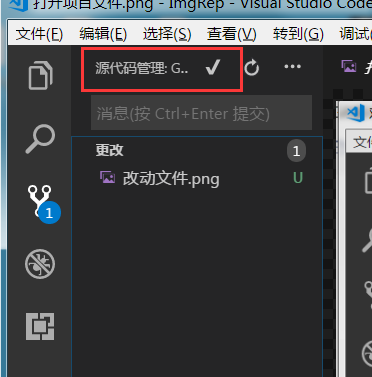 打开项目文件.png - ImgRep - Visual Studio Code
文件(F) 编辑(E) 选择(S) 查看(V) 转到(G) 调试(
源代码管理: G..
消息(按 Ctrl+Enter 提交)
更改 1
改动文件.png U
1
文件